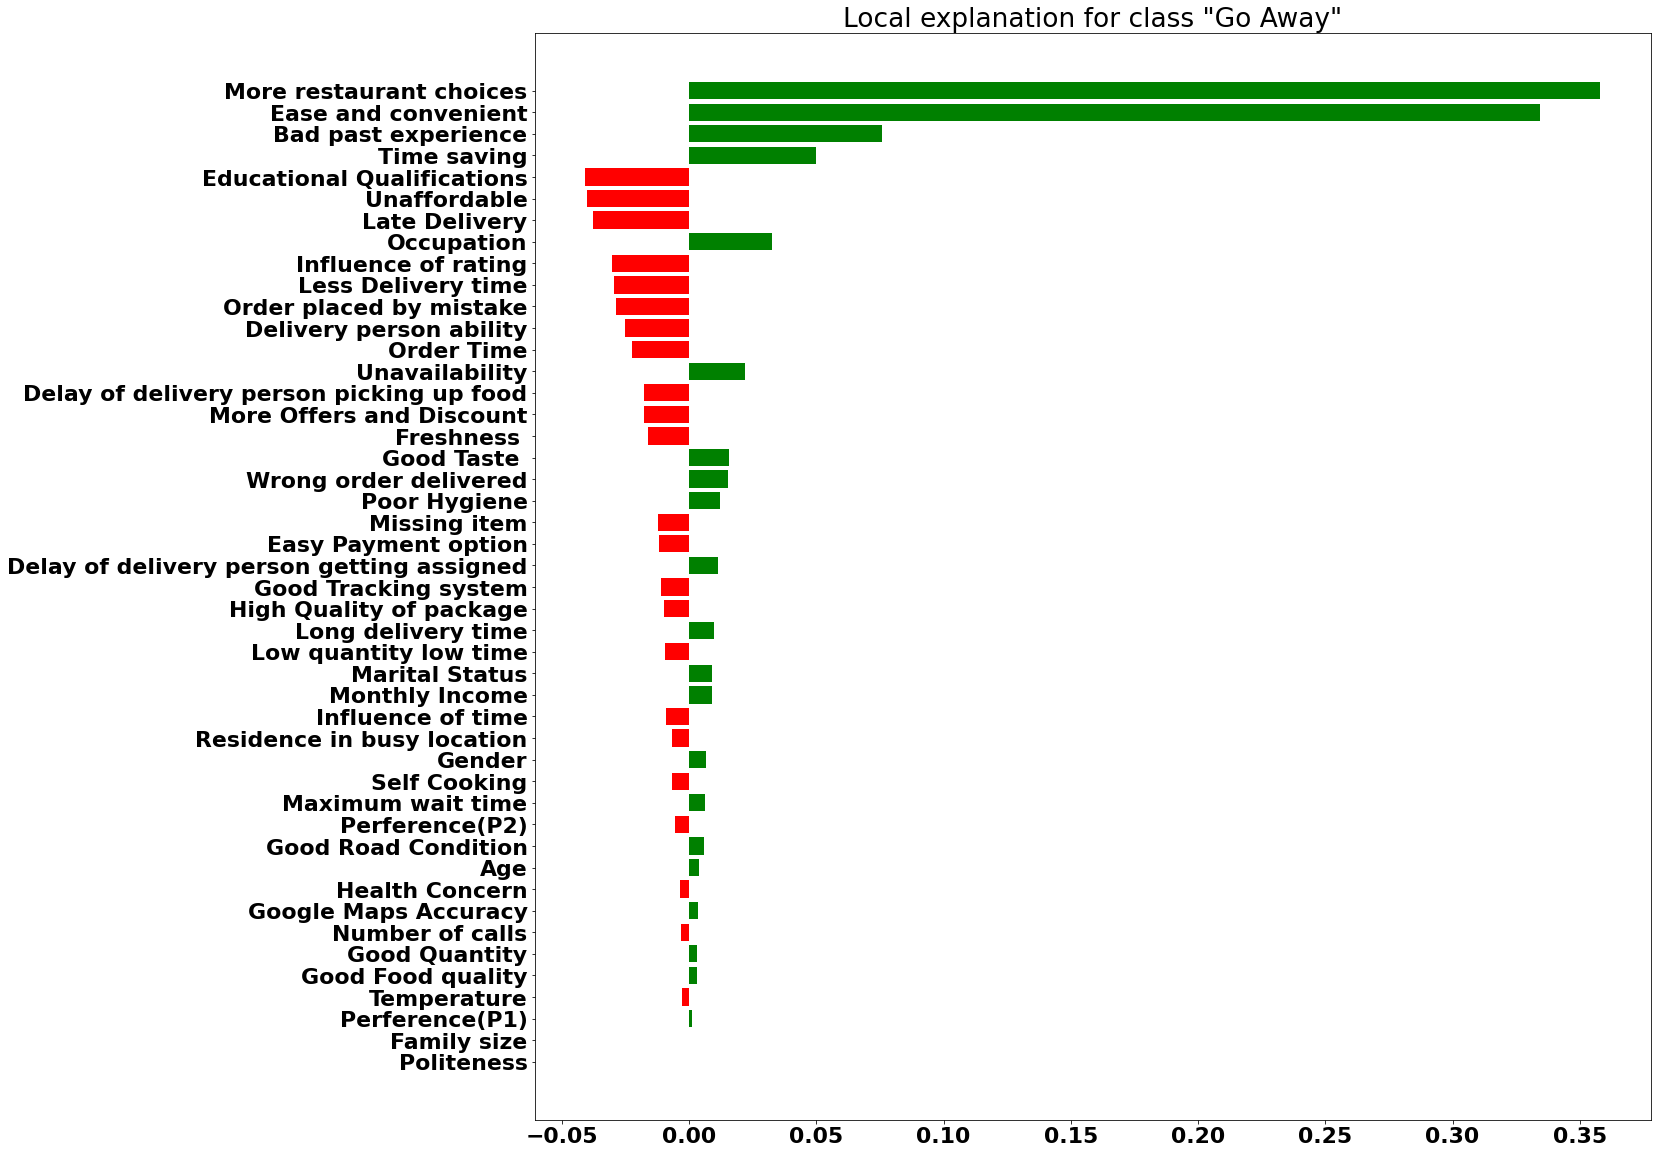 Local explanation for class "Go Away"
More restaurant choices
Ease and convenient
Bad past experience
Time saving
Educational Qualifications
Unaffordable
Late Delivery
Occupation
Influence of rating
Less Delivery time
Order placed by mistake
Delivery person ability
Order Time
Unavailability
Delay of delivery person picking up food
More Offers and Discount
Freshness
Good Taste
Wrong order delivered
Poor Hygiene
Missing item
Easy Payment option
Delay of delivery person getting assigned
Good Tracking system
High Quality of package
Long delivery time
Low quantity low time
Marital Status
Monthly Income
Influence of time
Residence in busy location
Gender
Self Cooking
Maximum wait time
Perference(P2)
Good Road Condition
Age
Health Concern
Google Maps Accuracy
Number of calls
Good Quantity
Good Food quality
Temperature
Perference(P1)
Family size
Politeness
−0.05 0.00 0.05 0.10 0.15 0.20 0.25 0.30 0.35